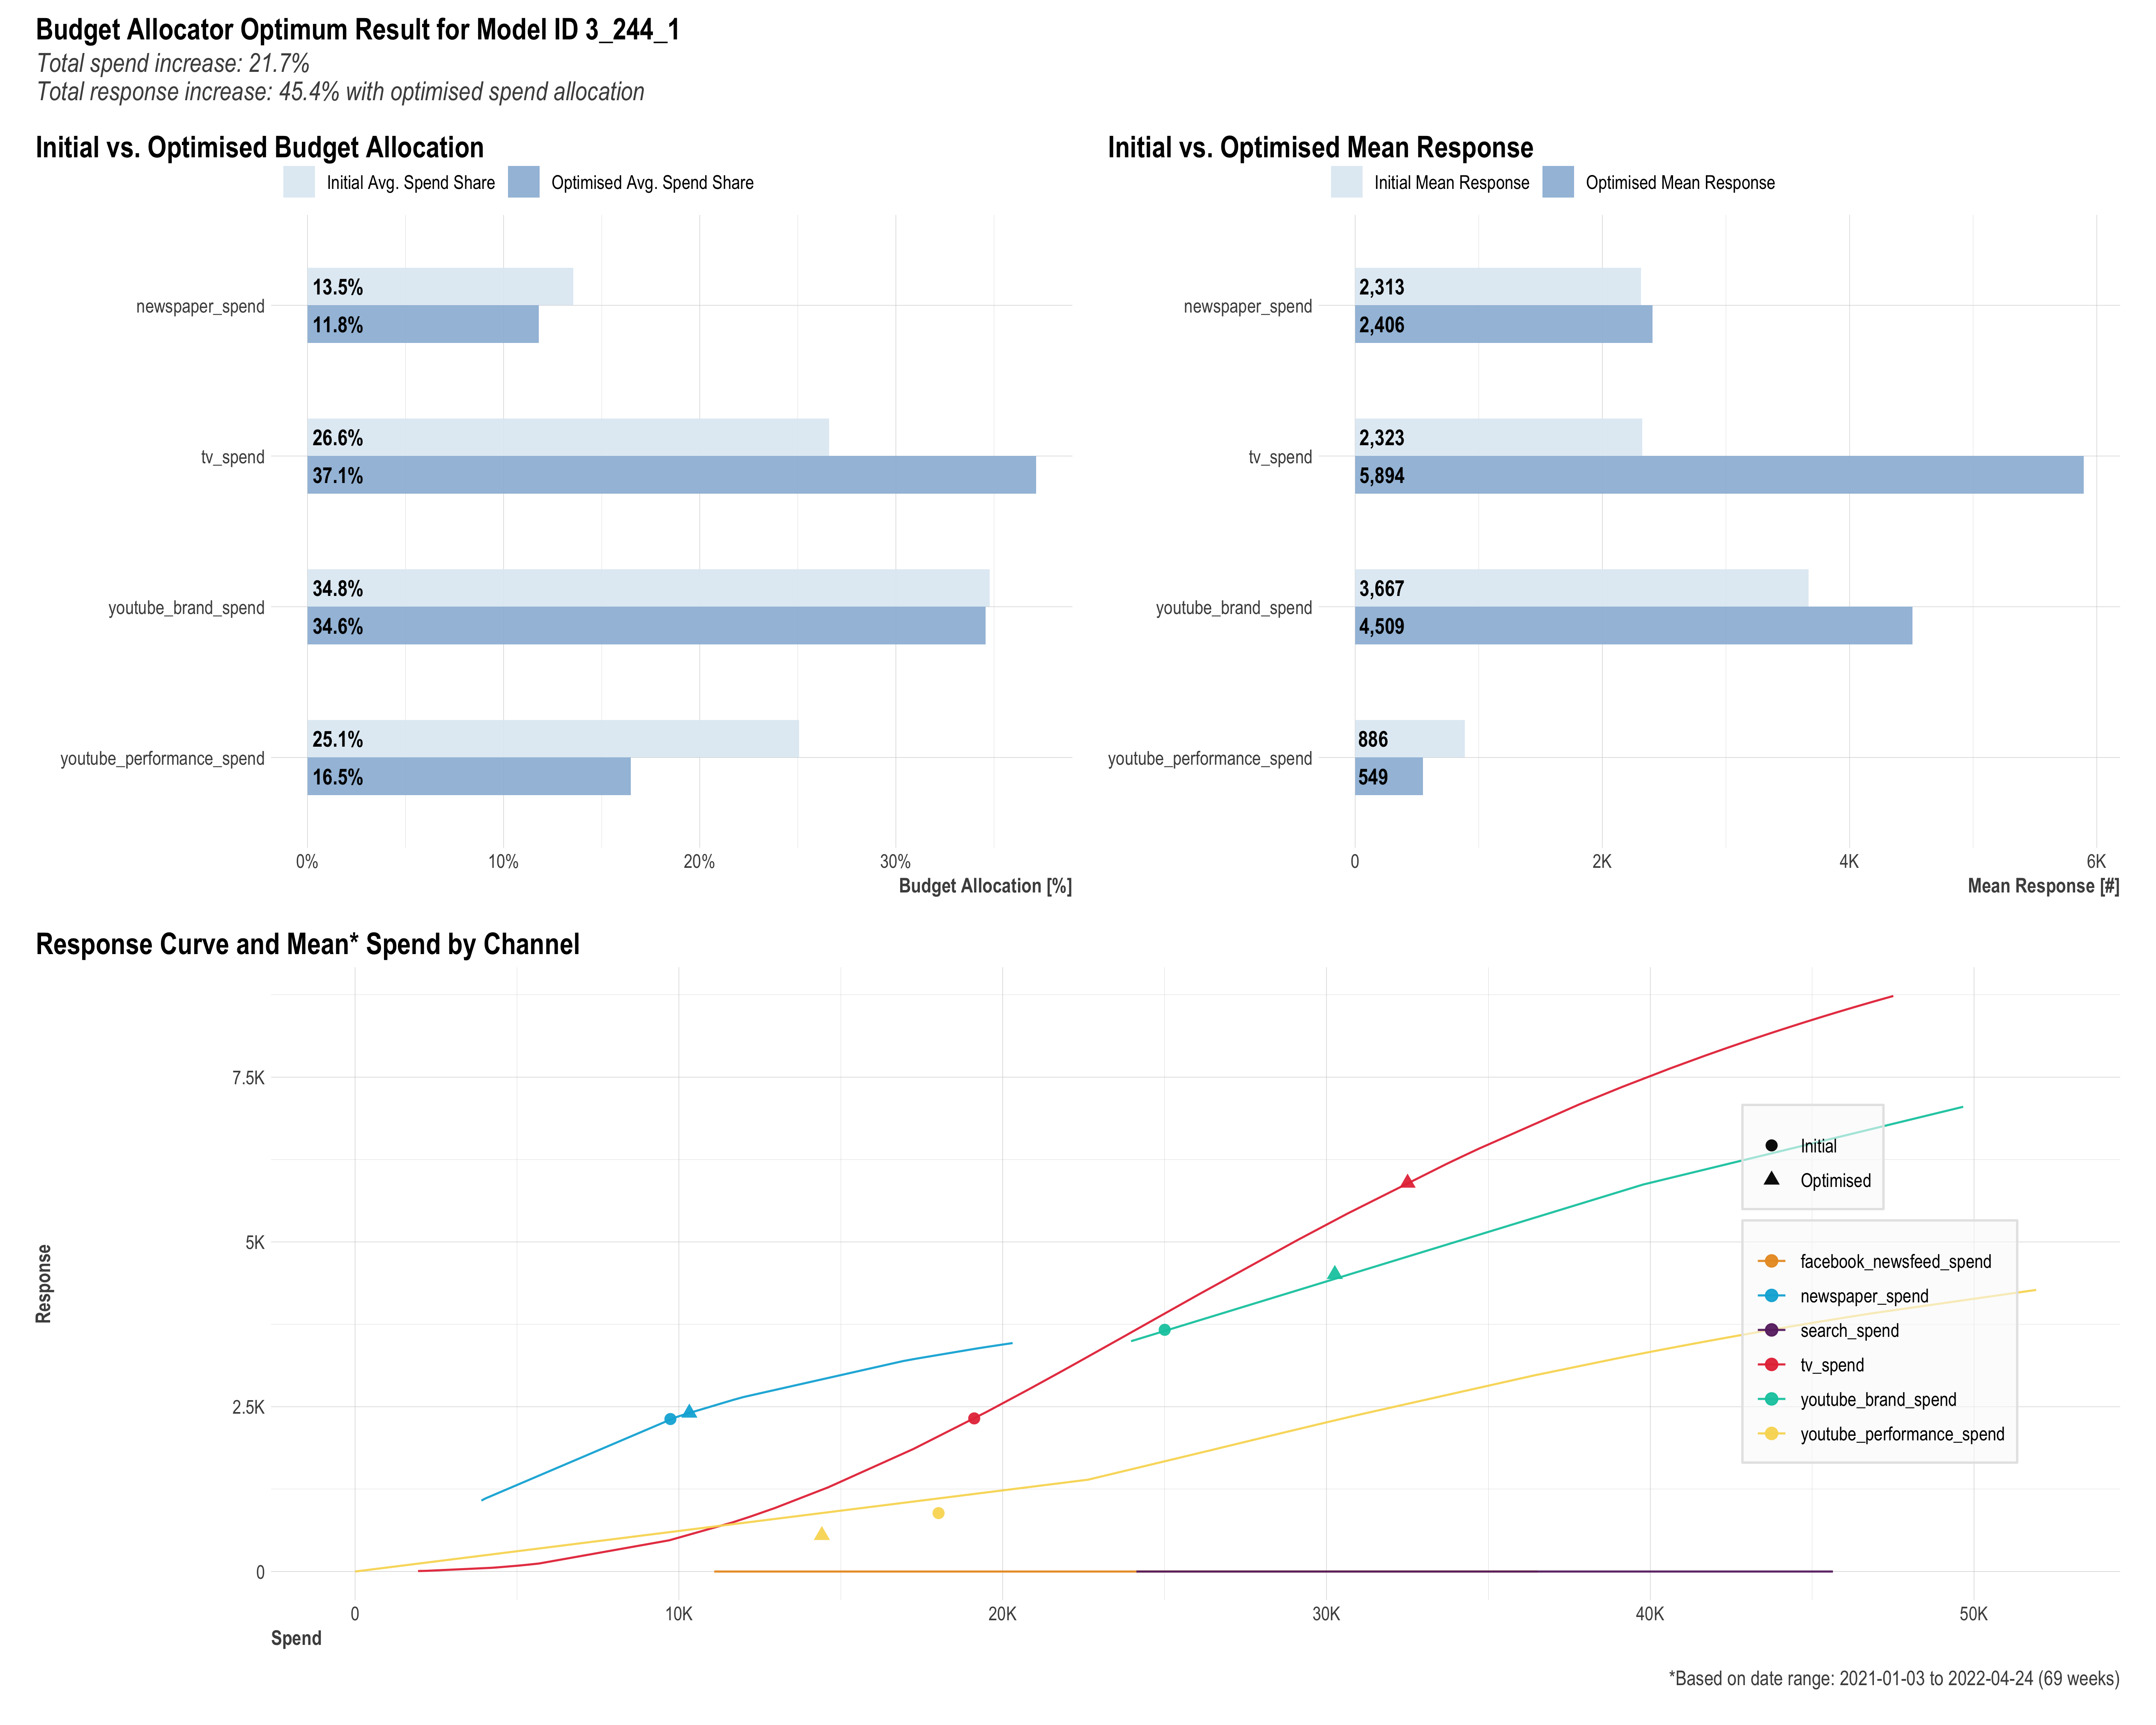 Budget Allocator Optimum Result for Model ID 3_244_1
Total spend increase: 21.7%
Total response increase: 45.4% with optimised spend allocation
Initial vs. Optimised Budget Allocation
Initial Avg. Spend Share
Optimised Avg. Spend Share
newspaper_spend
13.5%
11.8%
tv_spend
26.6%
37.1%
youtube_brand_spend
34.8%
34.6%
youtube_performance_spend
25.1%
16.5%
0%
10%
20%
30%
Budget Allocation [%]
Initial vs. Optimised Mean Response
Initial Mean Response
Optimised Mean Response
newspaper_spend
2,313
2,406
tv_spend
2,323
5,894
youtube_brand_spend
3,667
4,509
youtube_performance_spend
886
549
0
2K
4K
6K
Mean Response [#]
Response Curve and Mean* Spend by Channel
Response
7.5K
5K
2.5K
0
Initial
Optimised
facebook_newsfeed_spend
newspaper_spend
search_spend
tv_spend
youtube_brand_spend
youtube_performance_spend
0
10K
20K
30K
40K
50K
Spend
*Based on date range: 2021-01-03 to 2022-04-24 (69 weeks)